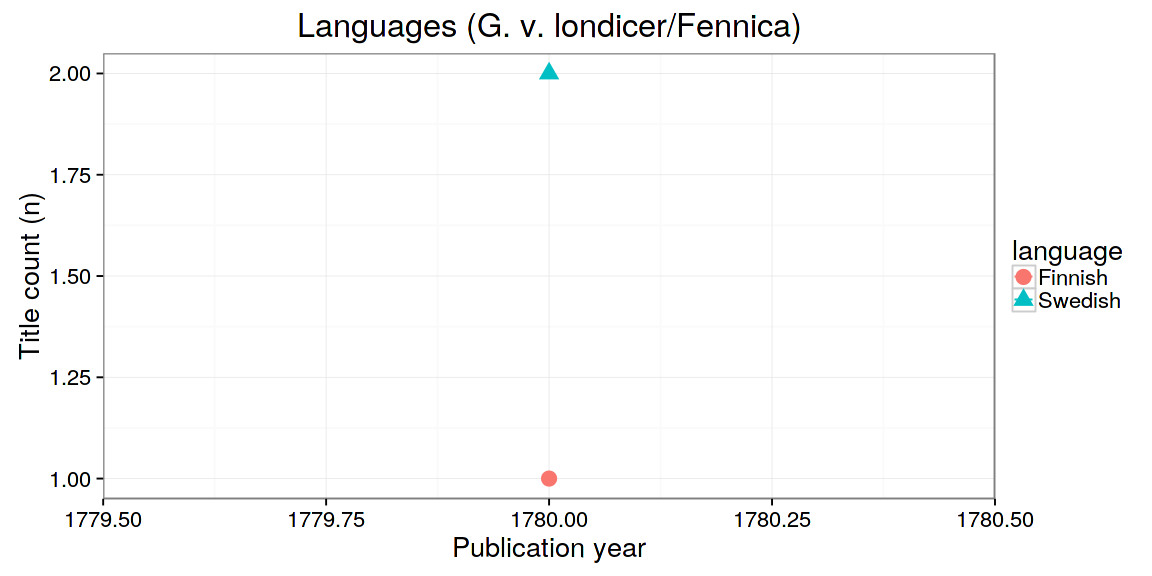 Languages (G. v. londicer/Fennica)
2.00
1.75
1.50
1.25
1.00
Title count (n)
1779.50 1779.75 1780.00 1780.25 1780.50
Publication year
language
Finnish
Swedish